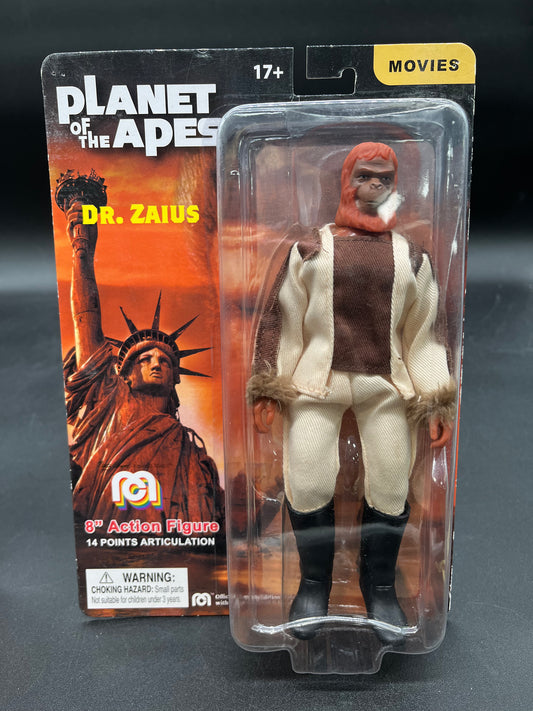 17+
MOVIES
PLANET
OF THE APES
DR. ZAIUS
8" Action Figure
14 POINTS ARTICULATION
WARNING:
CHOKING HAZARD: Small parts
Not suitable for children under 3 years.